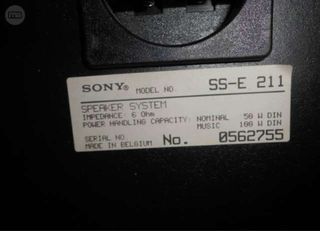 SONY® MODEL NO SS-E 211
SPEAKER SYSTEM
IMPEDANCE: 6 Ohm
POWER HANDLING CAPACITY: NOMINAL 50 W DIN
MUSIC 100 W DIN
SERIAL NO
MADE IN BELGIUM No. 0562755